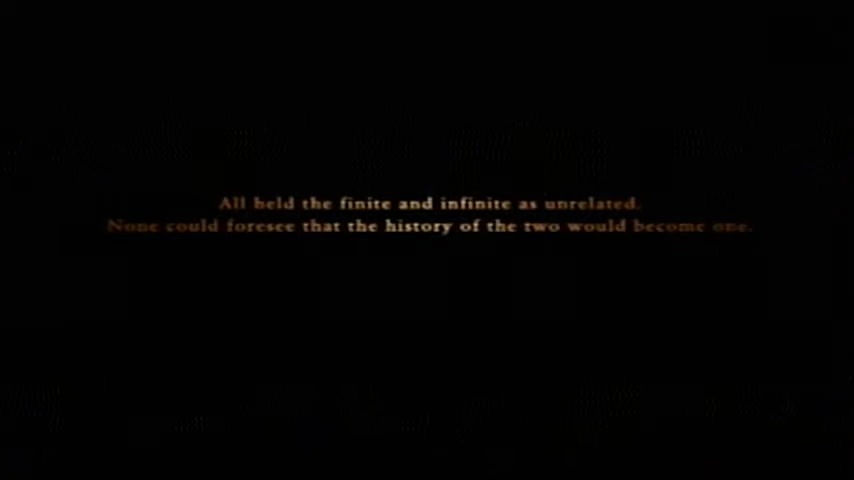 All held the finite and infinite as unrelated.
None could foresee that the history of the two would become one.